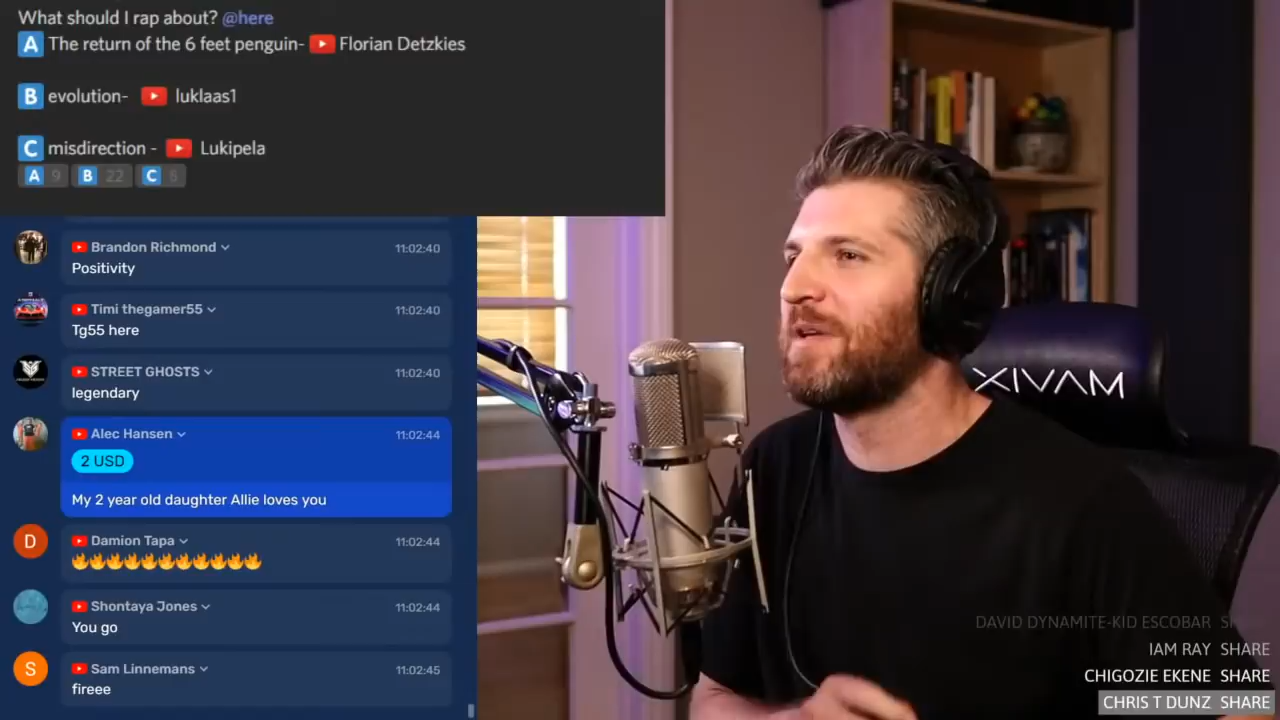 What should I rap about? @here
A The return of the 6 feet penguin- Florian Detzkies
B evolution- luklaas1
C misdirection - Lukipela
A 9 B 22 C
Brandon Richmond 11:02:40
Positivity
Timi thegamer55 11:02:40
Tg55 here
STREET GHOSTS 11:02:40
legendary
Alec Hansen 11:02:44
2 USD
My 2 year old daughter Allie loves you
D Damion Tapa 11:02:44
🔥🔥🔥🔥🔥🔥🔥🔥🔥🔥🔥
Shontaya Jones 11:02:44
You go
S Sam Linnemans 11:02:45
fireee
XIVAM
DAVID DYNAMITE-KID ESCOBAR
IAM RAY SHARE
CHIGOZIE EKENE SHARE
CHRIS T DUNZ SHARE